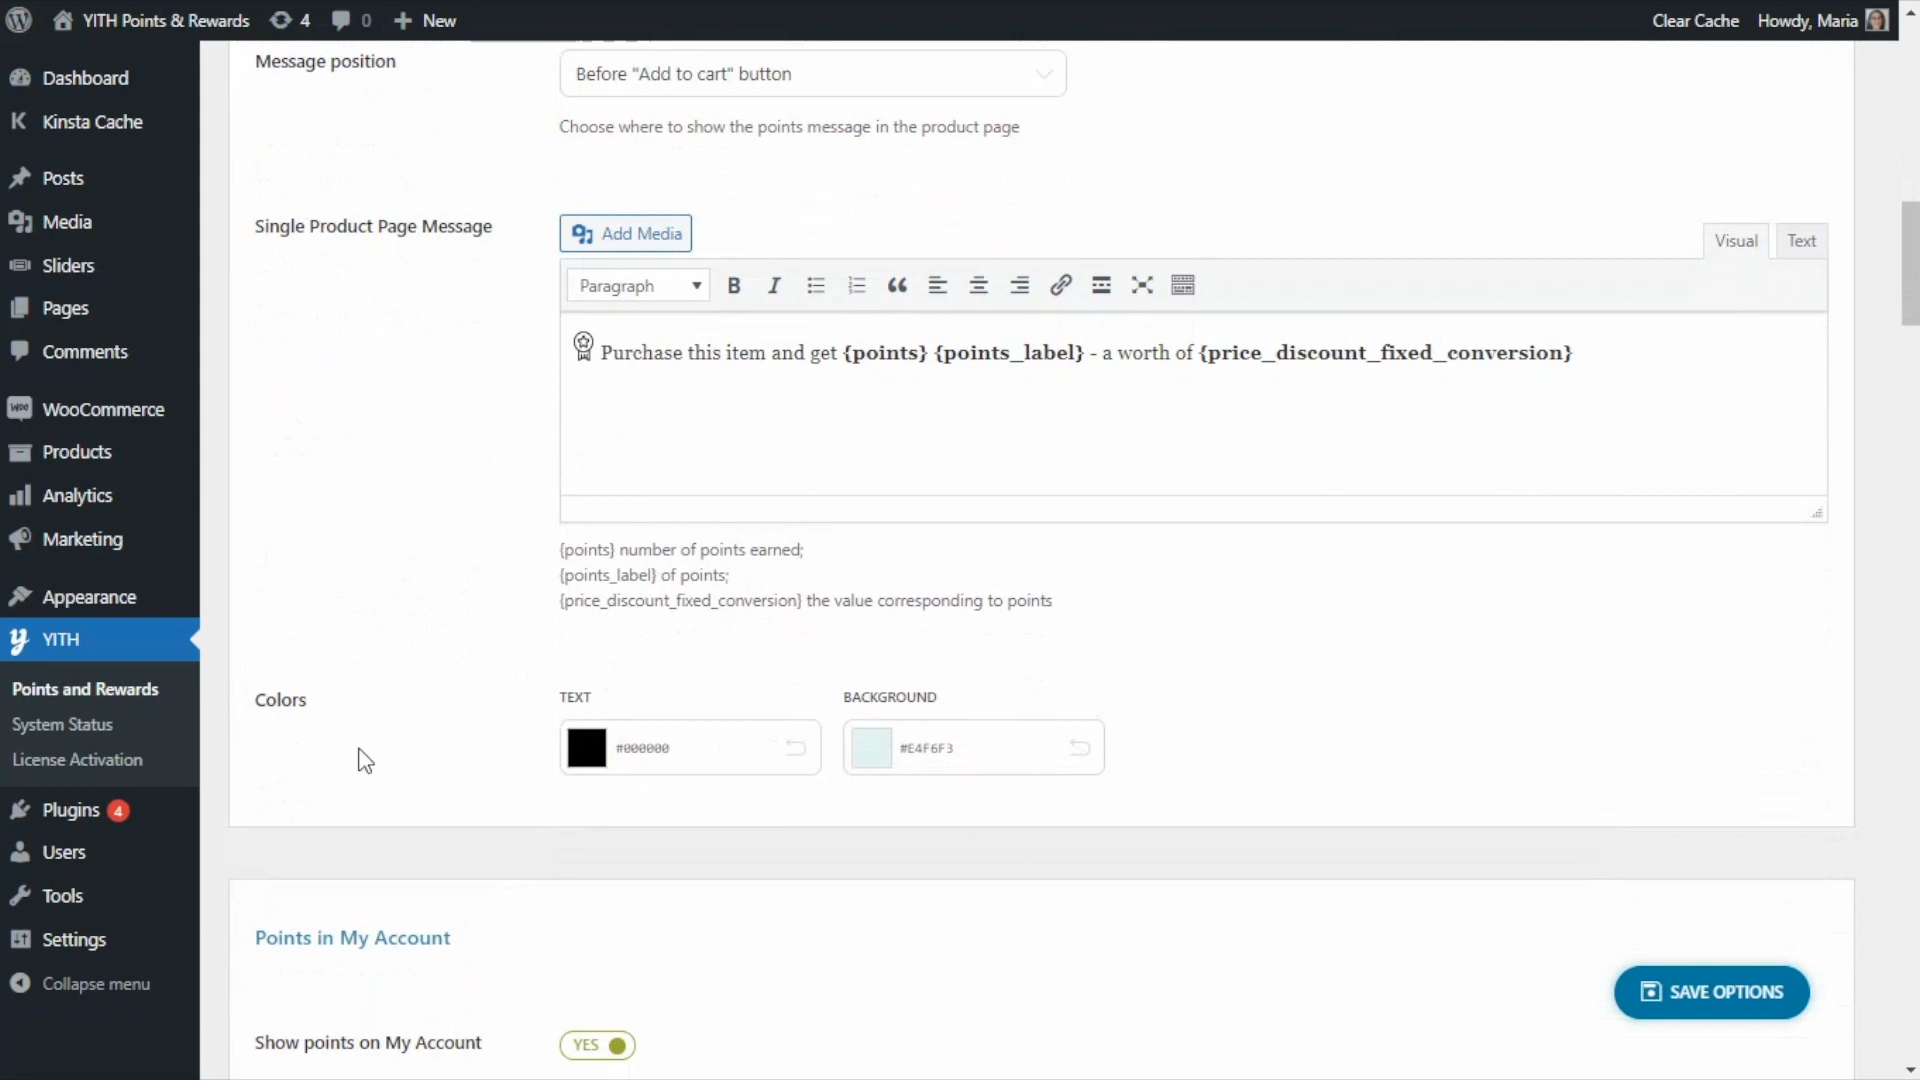 YITH Points & Rewards 4 0 New Clear Cache Howdy, Maria
Dashboard
Kinsta Cache
Posts
Media
Sliders
Pages
Comments
WooCommerce
Products
Analytics
Marketing
Appearance
YITH
Points and Rewards
System Status
License Activation
Plugins 4
Users
Tools
Settings
Collapse menu
Message position
Before "Add to cart" button
Choose where to show the points message in the product page
Single Product Page Message
Add Media
Visual Text
Paragraph
Purchase this item and get {points} {points_label} - a worth of {price_discount_fixed_conversion}
{points} number of points earned;
{points_label} of points;
{price_discount_fixed_conversion} the value corresponding to points
Colors
TEXT BACKGROUND
#000000 #E4F6F3
Points in My Account
SAVE OPTIONS
Show points on My Account
YES